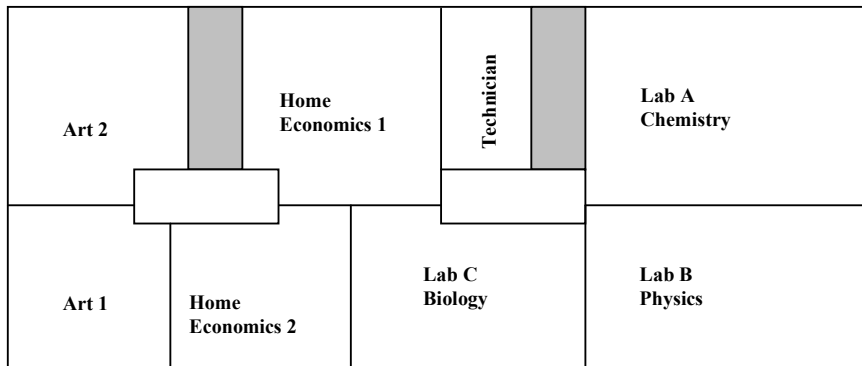 Art 2
Home
Economics 1
Technician
Lab A
Chemistry
Art 1
Home
Economics 2
Lab C
Biology
Lab B
Physics